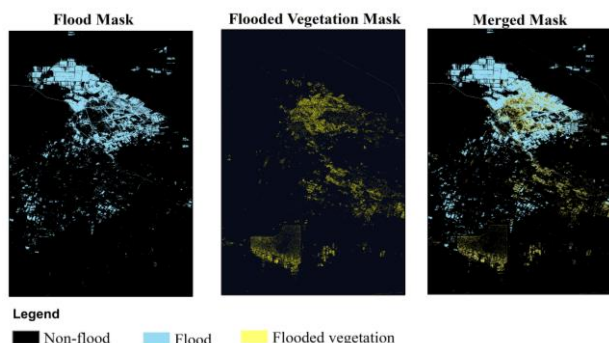 Flood Mask
Flooded Vegetation Mask
Merged Mask
Legend
Non-flood
Flood
Flooded vegetation